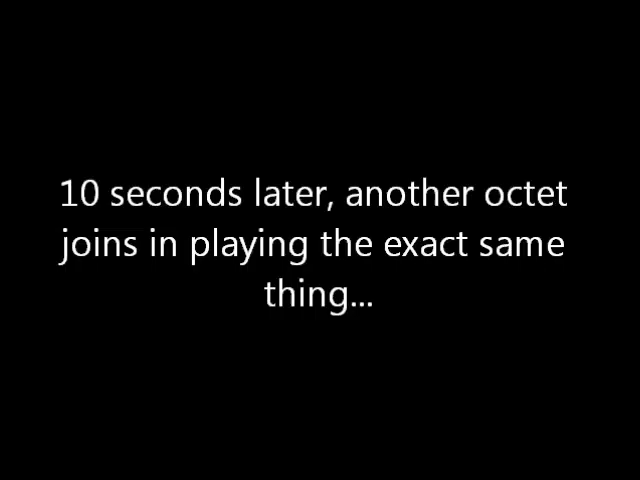 10 seconds later, another octet
joins in playing the exact same
thing...